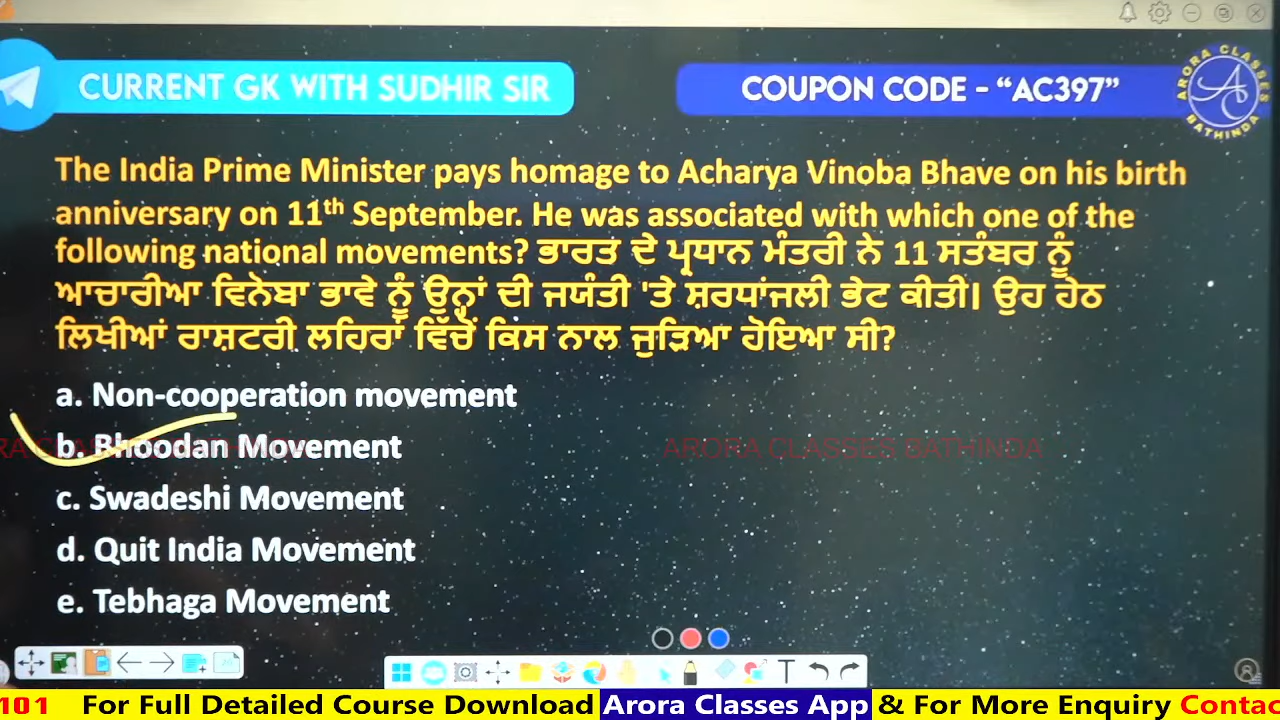 CURRENT GK WITH SUDHIR SIR
COUPON CODE - “AC397”
ARORA CLASSES
AC
BATHINDA
The India Prime Minister pays homage to Acharya Vinoba Bhave on his birth
anniversary on 11th September. He was associated with which one of the
following national movements? ਭਾਰਤ ਦੇ ਪ੍ਰਧਾਨ ਮੰਤਰੀ ਨੇ 11 ਸਤੰਬਰ ਨੂੰ
ਆਚਾਰੀਆ ਵਿਨੋਬਾ ਭਾਵੇ ਨੂੰ ਉਨ੍ਹਾਂ ਦੀ ਜਯੰਤੀ 'ਤੇ ਸ਼ਰਧਾਂਜਲੀ ਭੇਟ ਕੀਤੀ। ਉਹ ਹੇਠ
ਲਿਖੀਆਂ ਰਾਸ਼ਟਰੀ ਲਹਿਰਾਂ ਵਿੱਚੋਂ ਕਿਸ ਨਾਲ ਜੁੜਿਆ ਹੋਇਆ ਸੀ?
a. Non-cooperation movement
b. Bhoodan Movement
ARORA CLASSES BATHINDA
c. Swadeshi Movement
d. Quit India Movement
e. Tebhaga Movement
101 For Full Detailed Course Download Arora Classes App & For More Enquiry Contac